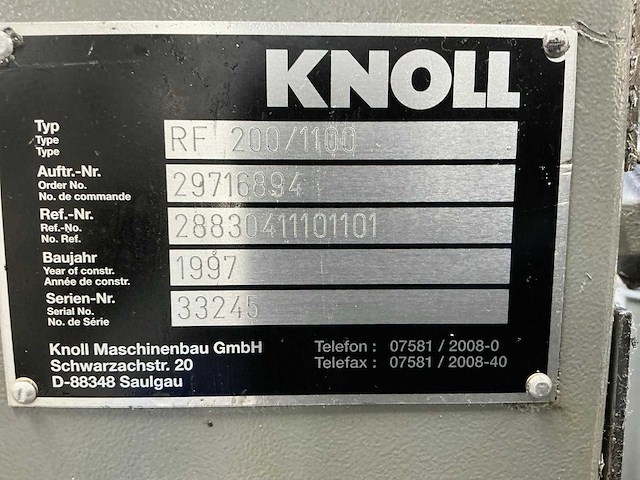 KNOLL
Typ RF 200/1100
Type
Type
Auftr.-Nr. 29716894
Order No.
No. de commande
Ref.-Nr. 28830411101101
Ref.-No.
No. Ref.
Baujahr 1997
Year of constr.
Année de constr.
Serien-Nr. 33245
Serial No.
No. de Série
Knoll Maschinenbau GmbH Telefon : 07581 / 2008-0
Schwarzachstr. 20 Telefax : 07581 / 2008-40
D-88348 Saulgau